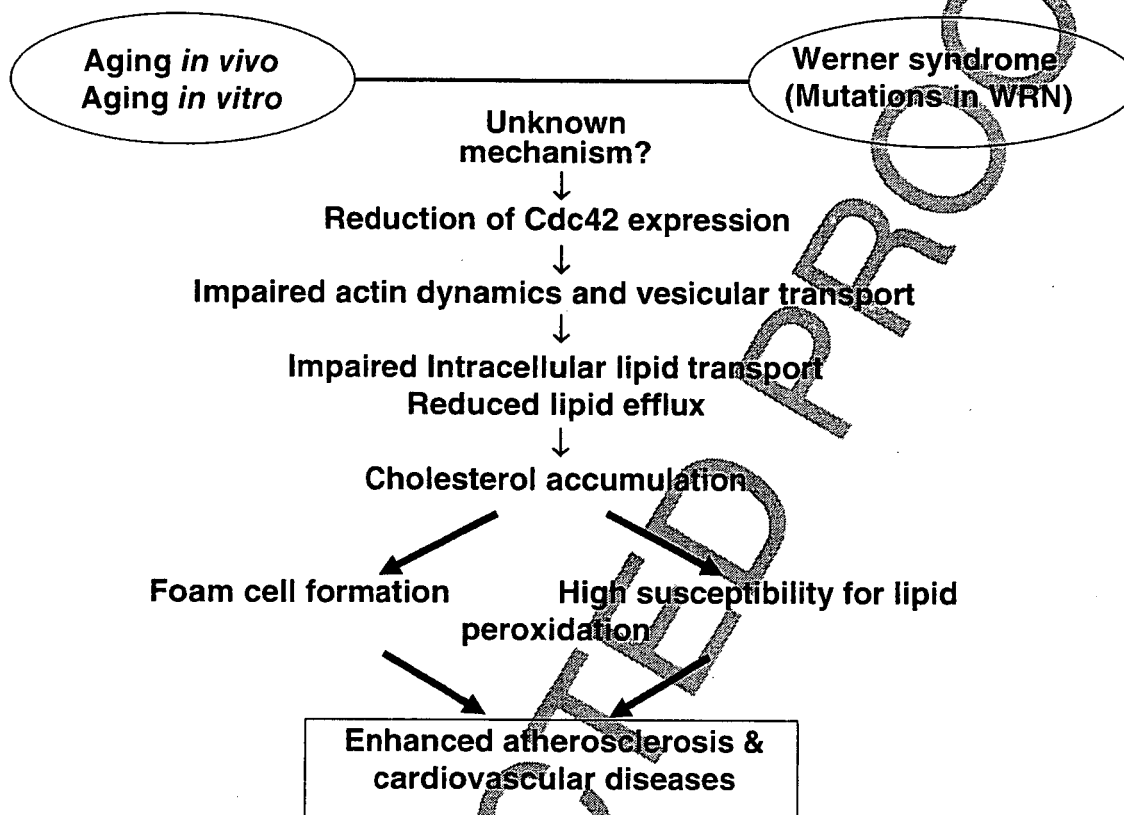 Aging in vivo
Aging in vitro
Werner syndrome
(Mutations in WRN)
Unknown
mechanism?
↓
Reduction of Cdc42 expression
↓
Impaired actin dynamics and vesicular transport
↓
Impaired Intracellular lipid transport
Reduced lipid efflux
↓
Cholesterol accumulation
Foam cell formation
High susceptibility for lipid
peroxidation
Enhanced atherosclerosis &
cardiovascular diseases
CTED PROO